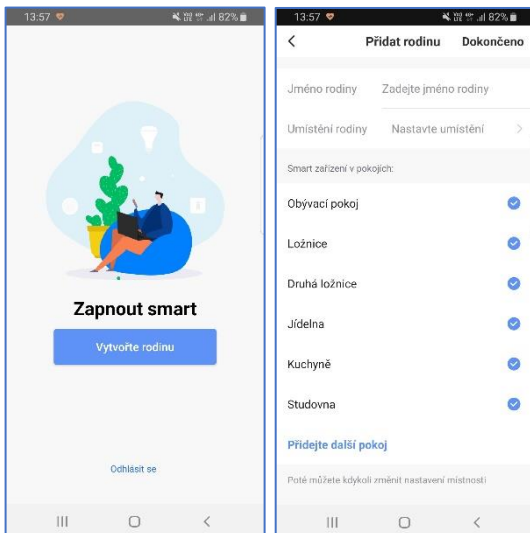 13:57
82%
Zapnout smart
Vytvořte rodinu
Odhlásit se
13:57
82%
Přidat rodinu Dokončeno
Jméno rodiny Zadejte jméno rodiny
Umístění rodiny Nastavte umístění
Smart zařízení v pokojích:
Obývací pokoj
Ložnice
Druhá ložnice
Jídelna
Kuchyně
Studovna
Přidejte další pokoj
Poté můžete kdykoli změnit nastavení místnosti